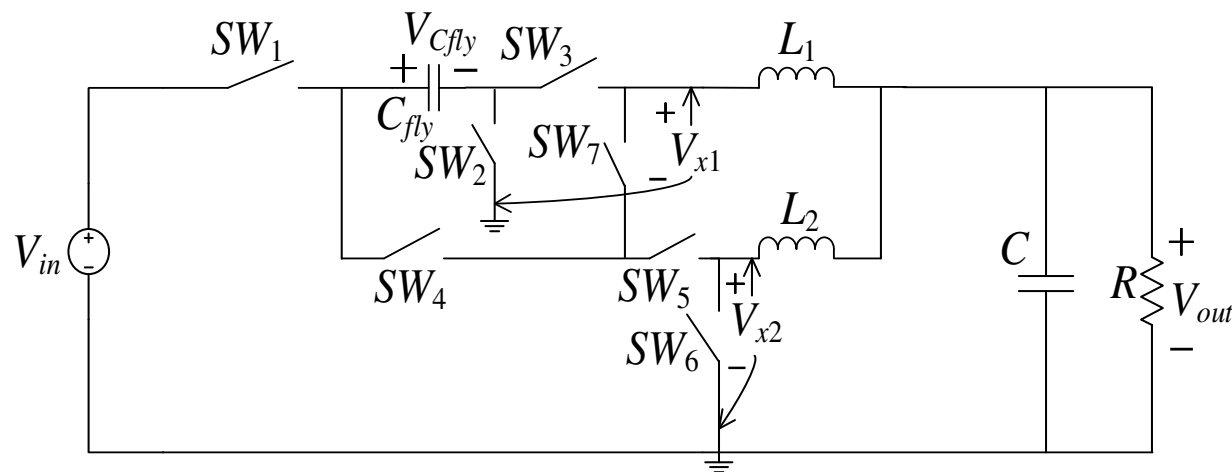 SW1
VCfly
SW3
L1
+ −
Cfly
SW2
SW7
+
Vx1
−
L2
Vin
+
−
SW4
SW5
+
Vx2
SW6
−
C
R
+
Vout
−